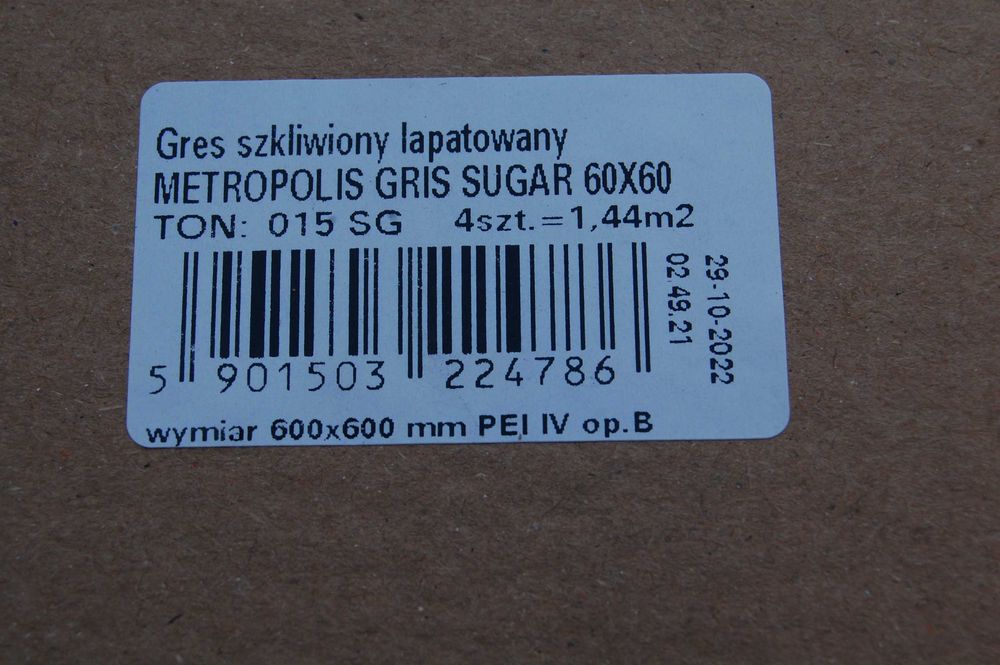 Gres szkliwiony lapatowany
METROPOLIS GRIS SUGAR 60X60
TON: 015 SG 4szt.=1,44m2
29-10-2022
02.49.21
5 901503 224786
wymiar 600x600 mm PEI IV op.B